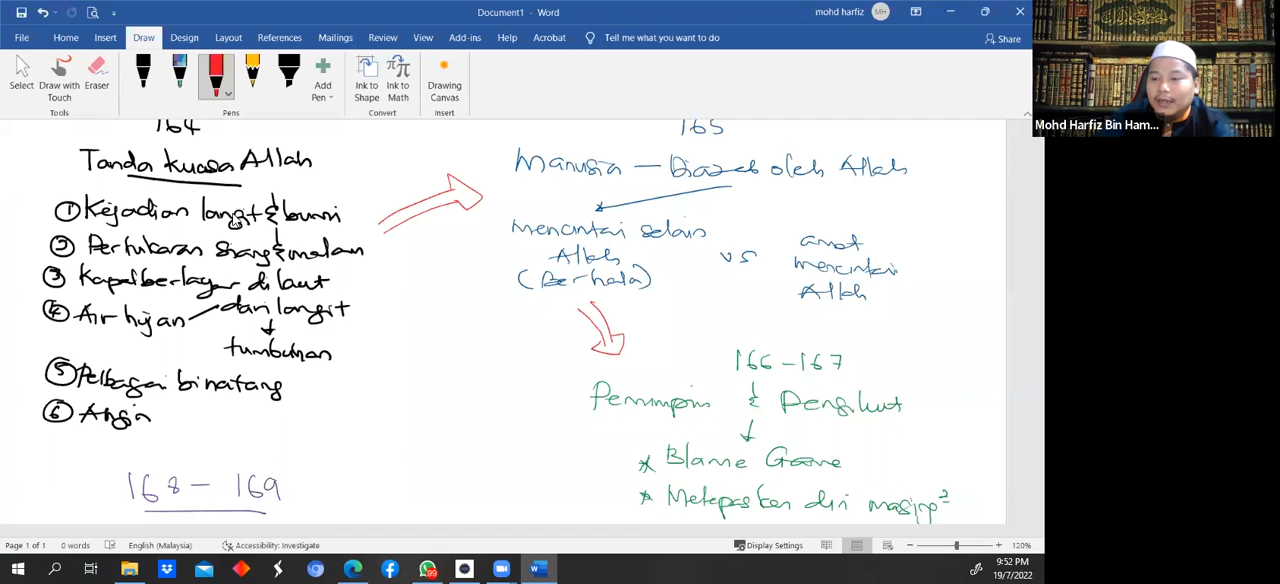 Document1 - Word
mohd harfiz
MH
File Home Insert Draw Design Layout References Mailings Review View Add-ins Help Acrobat Tell me what you want to do
Share
Select
Draw with Touch
Eraser
Add Pen
Ink to Shape
Ink to Math
Drawing Canvas
Tools
Pens
Convert
Insert
Mohd Harfiz Bin Ham...
164
Tanda kuasa Allah
① Kejadian langit & bumi
② Pertukaran siang & malam
③ Kapal berlayar di laut
④ Air hujan dari langit
tumbuhan
⑤ Pelbagai binatang
⑥ Angin
168 - 169
165
Manusia — Diazab oleh Allah
mencintai selain
Allah
(Berhala)
vs
amat
mencintai
Allah
166 - 167
Pemimpin & Pengikut
* Blame Game
* Melepaskan diri masing²
Page 1 of 1 0 words English (Malaysia) Accessibility: Investigate
Display Settings
120%
99
9:52 PM
19/7/2022